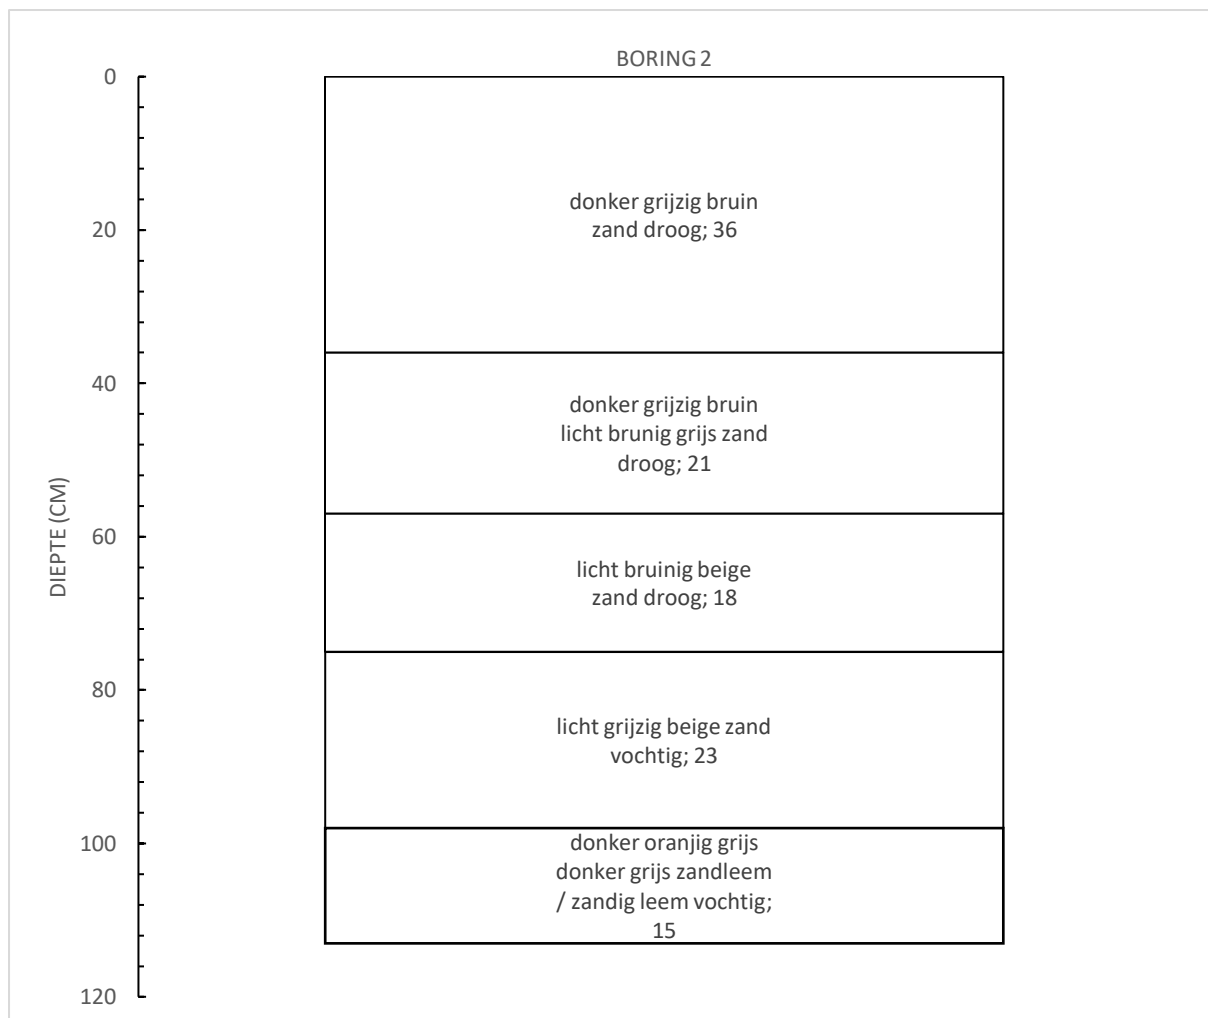 BORING 2
0
donker grijzig bruin
zand droog; 36
20
40
donker grijzig bruin
licht brunig grijs zand
droog; 21
DIEPTE (CM)
60
licht bruinig beige
zand droog; 18
80
licht grijzig beige zand
vochtig; 23
100
donker oranjig grijs
donker grijs zandleem
/ zandig leem vochtig;
15
120